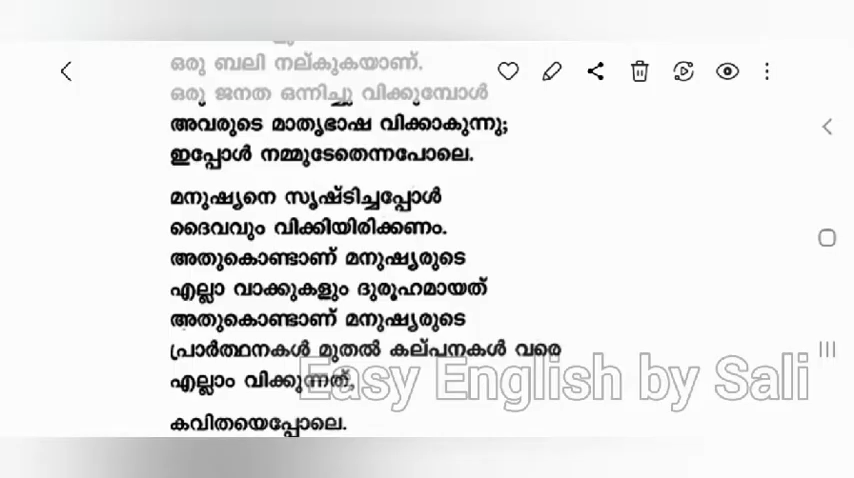 ഒരു ബലി നല്കുകയാണ്.
ഒരു ജനത ഒന്നിച്ചു വിക്കുമ്പോൾ
അവരുടെ മാതൃഭാഷ വിക്കാകുന്നു;
ഇപ്പോൾ നമ്മുടേതെന്നപോലെ.
മനുഷ്യനെ സൃഷ്ടിച്ചപ്പോൾ
ദൈവവും വിക്കിയിരിക്കണം.
അതുകൊണ്ടാണ് മനുഷ്യരുടെ
എല്ലാ വാക്കുകളും ദുരൂഹമായത്
അതുകൊണ്ടാണ് മനുഷ്യരുടെ
പ്രാർത്ഥനകൾ മുതൽ കല്പനകൾ വരെ
എല്ലാം വിക്കുന്നത്,
കവിതയെപ്പോലെ.
Easy English by Sali